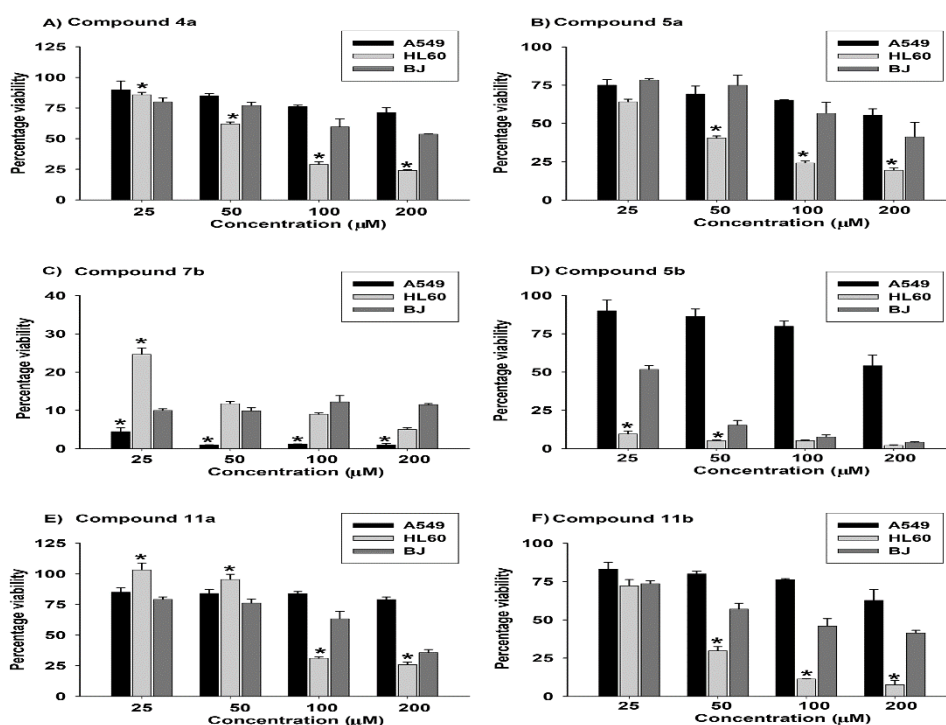 A) Compound 4a
A549
HL60
BJ
Percentage viability
125
100
75
50
25
0
* * * *
25 50 100 200
Concentration (µM)
B) Compound 5a
A549
HL60
BJ
Percentage viability
100
75
50
25
0
* * *
25 50 100 200
Concentration (µM)
C) Compound 7b
A549
HL60
BJ
Percentage viability
40
30
20
10
0
* * * * *
25 50 100 200
Concentration (µM)
D) Compound 5b
A549
HL60
BJ
Percentage viability
100
75
50
25
0
* *
25 50 100 200
Concentration (µM)
E) Compound 11a
A549
HL60
BJ
Percentage viability
125
100
75
50
25
0
* * * *
25 50 100 200
Concentration (µM)
F) Compound 11b
A549
HL60
BJ
Percentage viability
100
75
50
25
0
* * *
25 50 100 200
Concentration (µM)